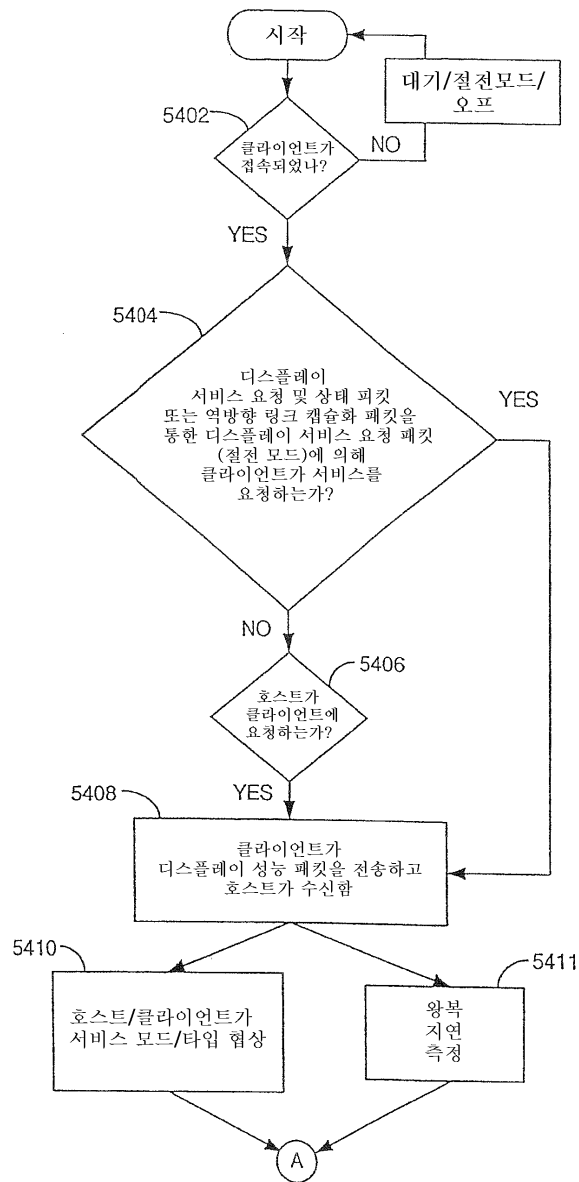 시작
대기/절전모드/
오프
5402
클라이언트가
접속되었나?
NO
YES
5404
디스플레이
서비스 요청 및 상태 피킷
또는 역방향 링크 캡슐화 패킷을
통한 디스플레이 서비스 요청 패킷
(절전 모드)에 의해
클라이언트가 서비스를
요청하는가?
YES
NO
5406
호스트가
클라이언트에
요청하는가?
YES
5408
클라이언트가
디스플레이 성능 패킷을 전송하고
호스트가 수신함
5410
호스트/클라이언트가
서비스 모드/타입 협상
5411
왕복
지연
측정
A